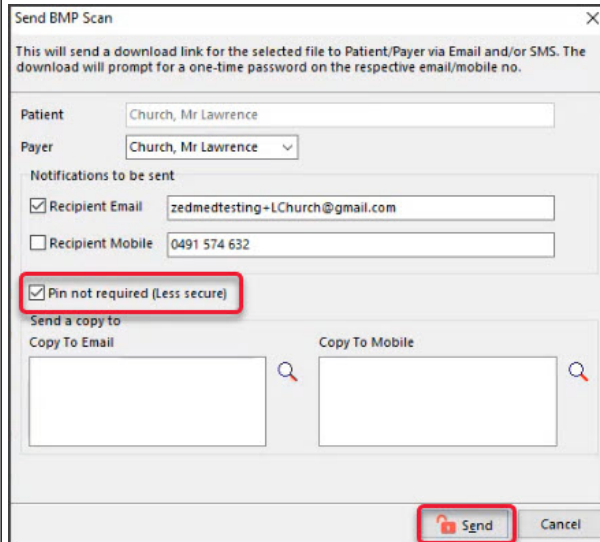 Send BMP Scan
This will send a download link for the selected file to Patient/Payer via Email and/or SMS. The
download will prompt for a one-time password on the respective email/mobile no.
Patient Church, Mr Lawrence
Payer Church, Mr Lawrence
Notifications to be sent
Recipient Email zedmedtesting+LChurch@gmail.com
Recipient Mobile 0491 574 632
Pin not required (Less secure)
Send a copy to
Copy To Email Copy To Mobile
Send Cancel